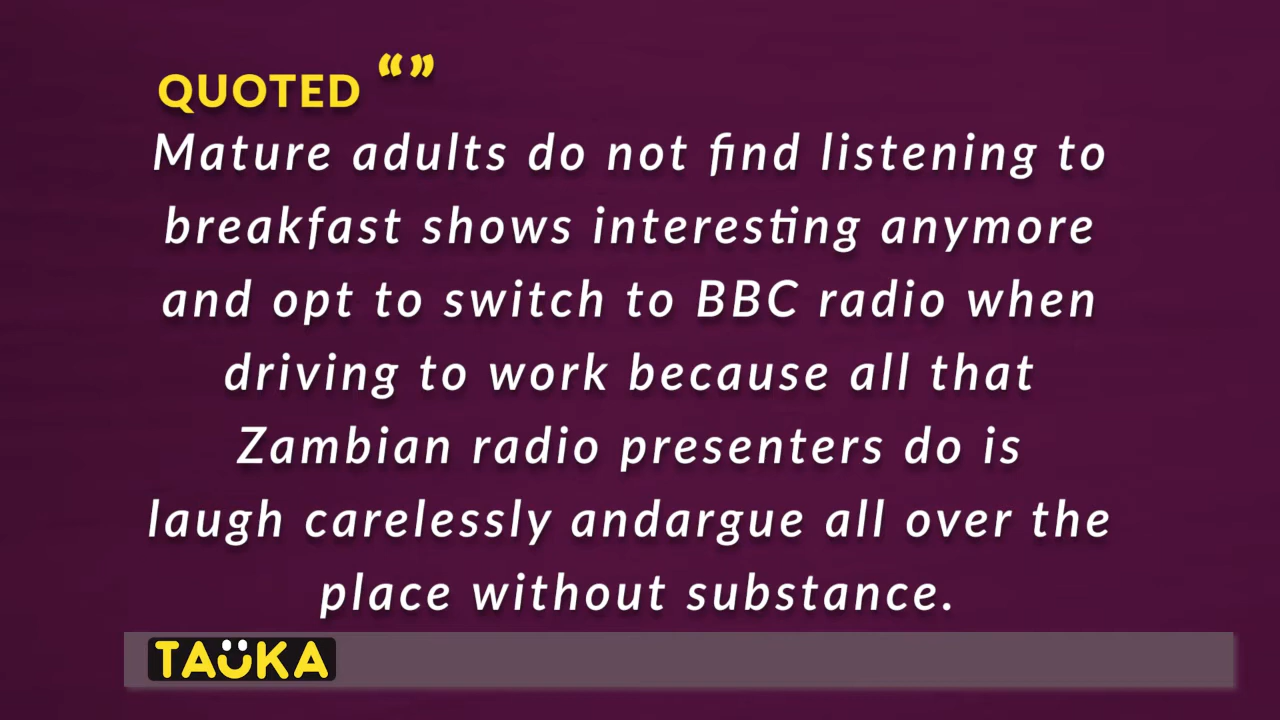 QUOTED “ ”
Mature adults do not find listening to
breakfast shows interesting anymore
and opt to switch to BBC radio when
driving to work because all that
Zambian radio presenters do is
laugh carelessly andargue all over the
place without substance.
TAÜKA